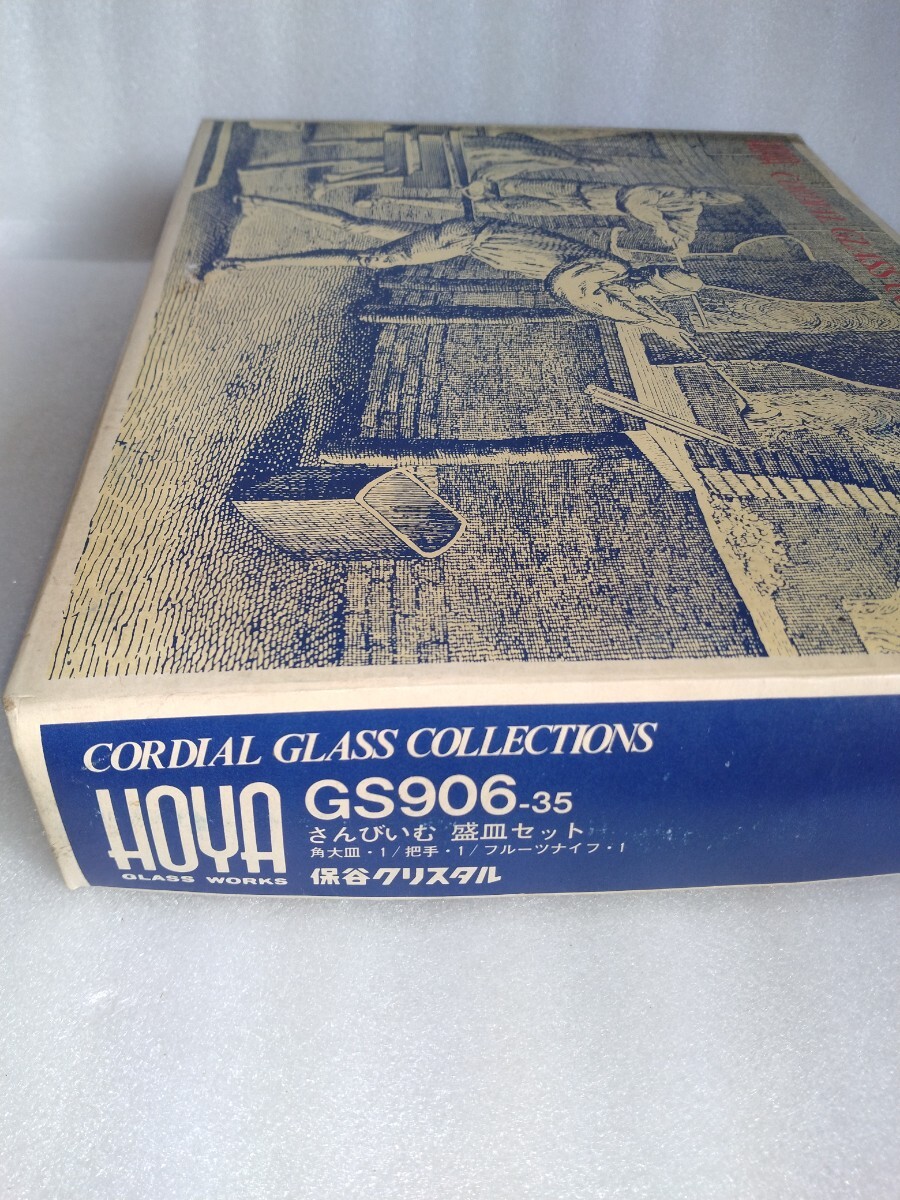 CORDIAL GLASS
CORDIAL GLASS COLLECTIONS
HOYA
GLASS WORKS
GS906-35
さんびいむ 盛皿セット
角大皿・1/把手・1/フルーツナイフ・1
保谷クリスタル